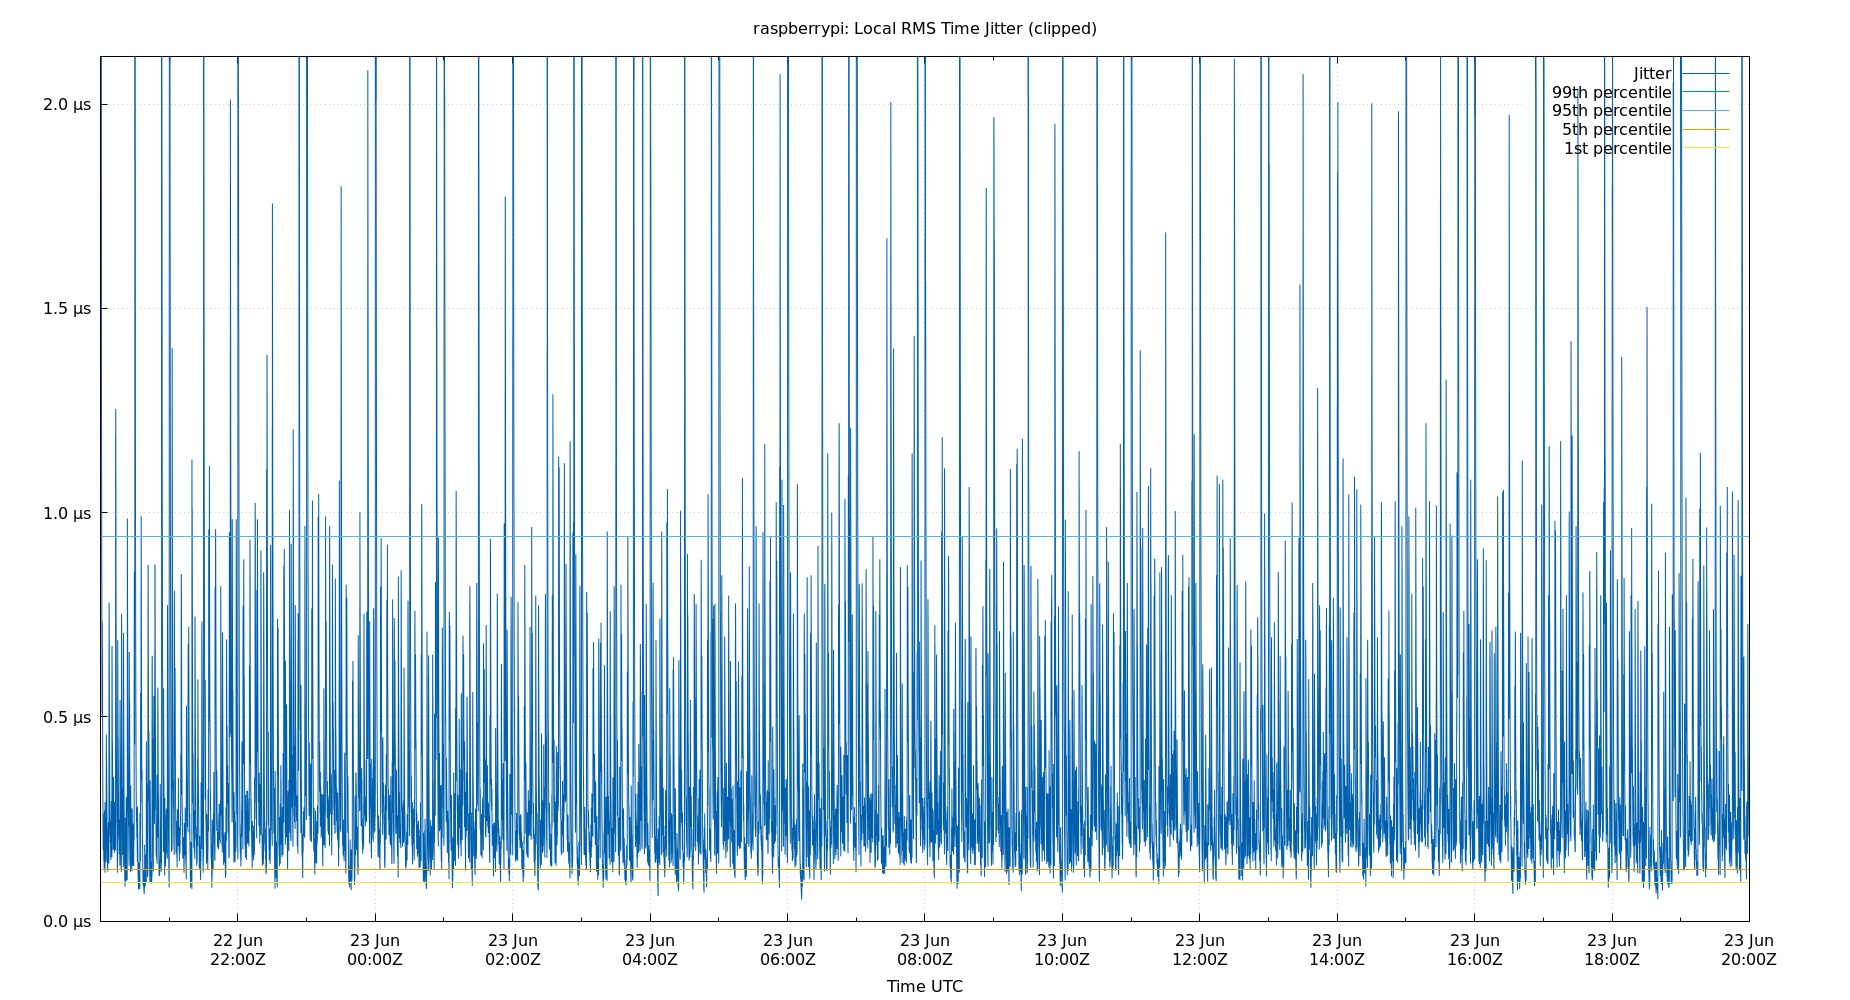 raspberrypi: Local RMS Time Jitter (clipped)
Jitter
99th percentile
95th percentile
5th percentile
1st percentile
2.0 µs
1.5 µs
1.0 µs
0.5 µs
0.0 µs
22 Jun 23 Jun 23 Jun 23 Jun 23 Jun 23 Jun 23 Jun 23 Jun 23 Jun 23 Jun 23 Jun 23 Jun
22:00Z 00:00Z 02:00Z 04:00Z 06:00Z 08:00Z 10:00Z 12:00Z 14:00Z 16:00Z 18:00Z 20:00Z
Time UTC